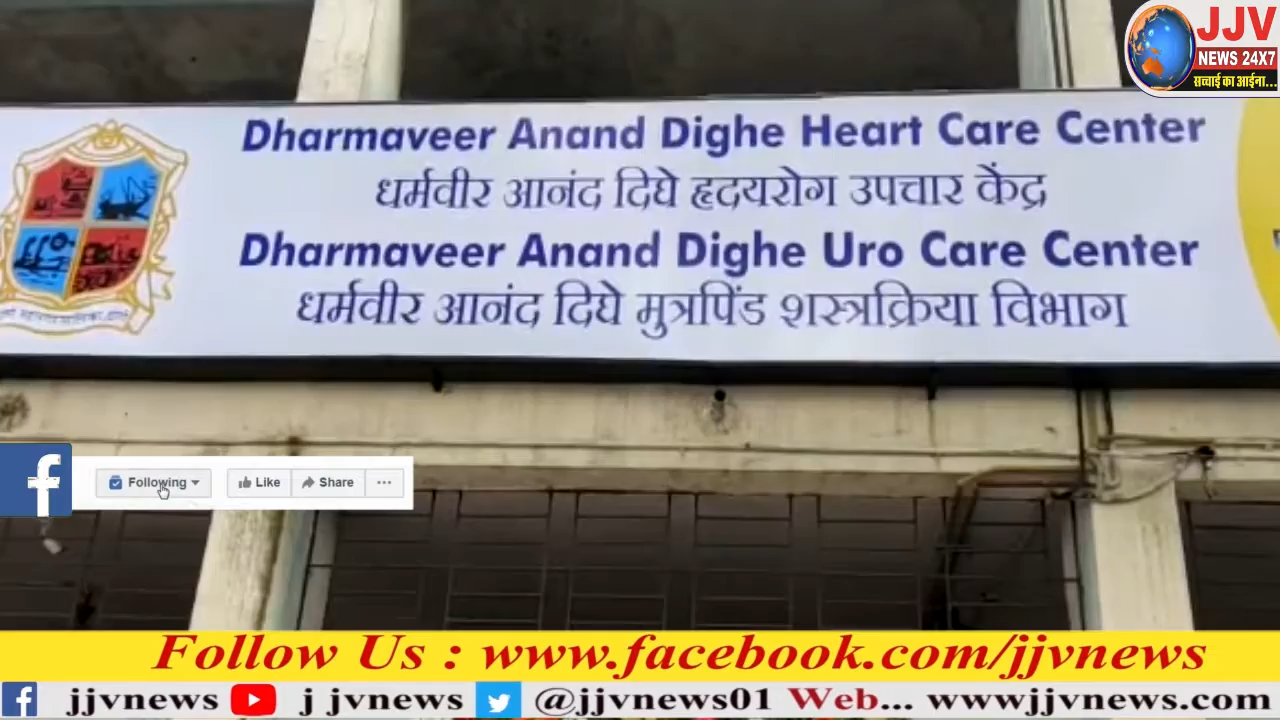 JJV
NEWS 24X7
सच्चाई का आईना...
Dharmaveer Anand Dighe Heart Care Center
धर्मवीर आनंद दिघे हृदयरोग उपचार केंद्र
Dharmaveer Anand Dighe Uro Care Center
धर्मवीर आनंद दिघे मुत्रपिंड शस्त्रक्रिया विभाग
Following Like Share ...
Follow Us : www.facebook.com/jjvnews
jjvnews j jvnews @jjvnews01 Web... www.jjvnews.com